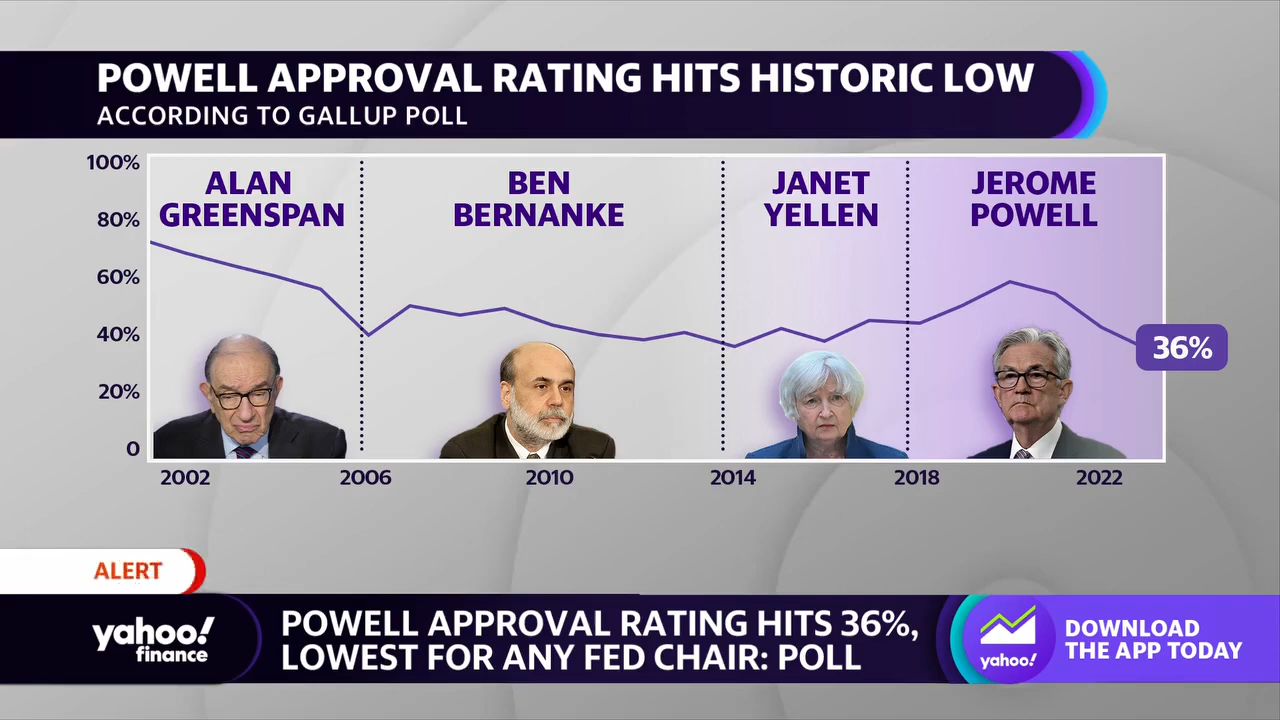 POWELL APPROVAL RATING HITS HISTORIC LOW
ACCORDING TO GALLUP POLL
100%
80%
60%
40%
20%
0
ALAN
GREENSPAN
BEN
BERNANKE
JANET
YELLEN
JEROME
POWELL
36%
2002 2006 2010 2014 2018 2022
ALERT
yahoo!
finance
POWELL APPROVAL RATING HITS 36%,
LOWEST FOR ANY FED CHAIR: POLL
yahoo!
DOWNLOAD
THE APP TODAY